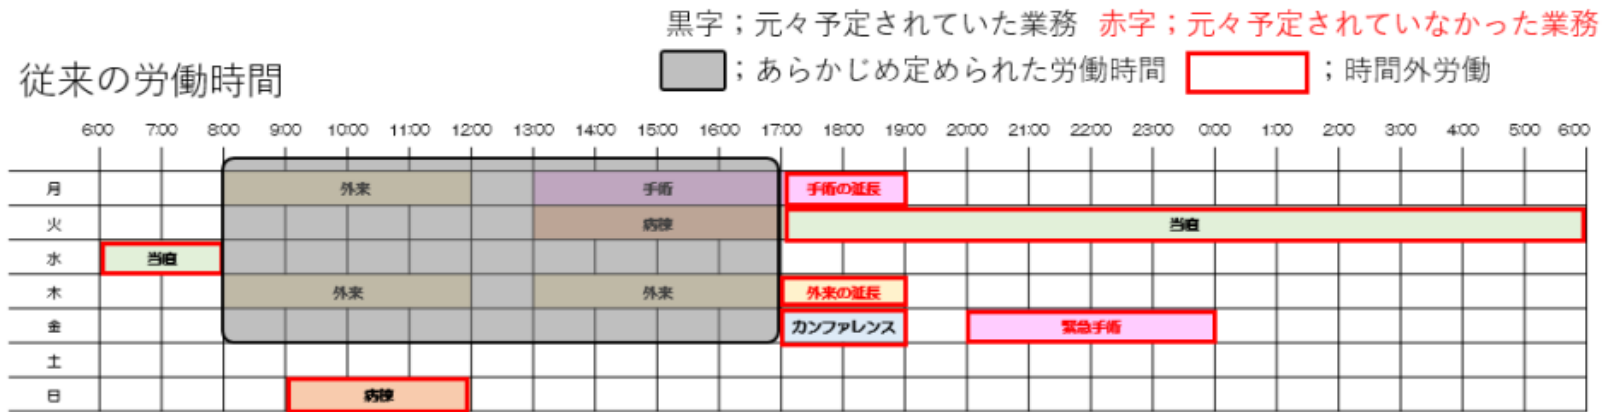 黒字；元々予定されていた業務 赤字；元々予定されていなかった業務
；あらかじめ定められた労働時間 ；時間外労働
従来の労働時間
6:00 7:00 8:00 9:00 10:00 11:00 12:00 13:00 14:00 15:00 16:00 17:00 18:00 19:00 20:00 21:00 22:00 23:00 0:00 1:00 2:00 3:00 4:00 5:00 6:00
月 外来 手術 手術の延長
火 病棟 当直
水 当直
木 外来 外来 外来の延長
金 カンファレンス 緊急手術
土
日 病棟